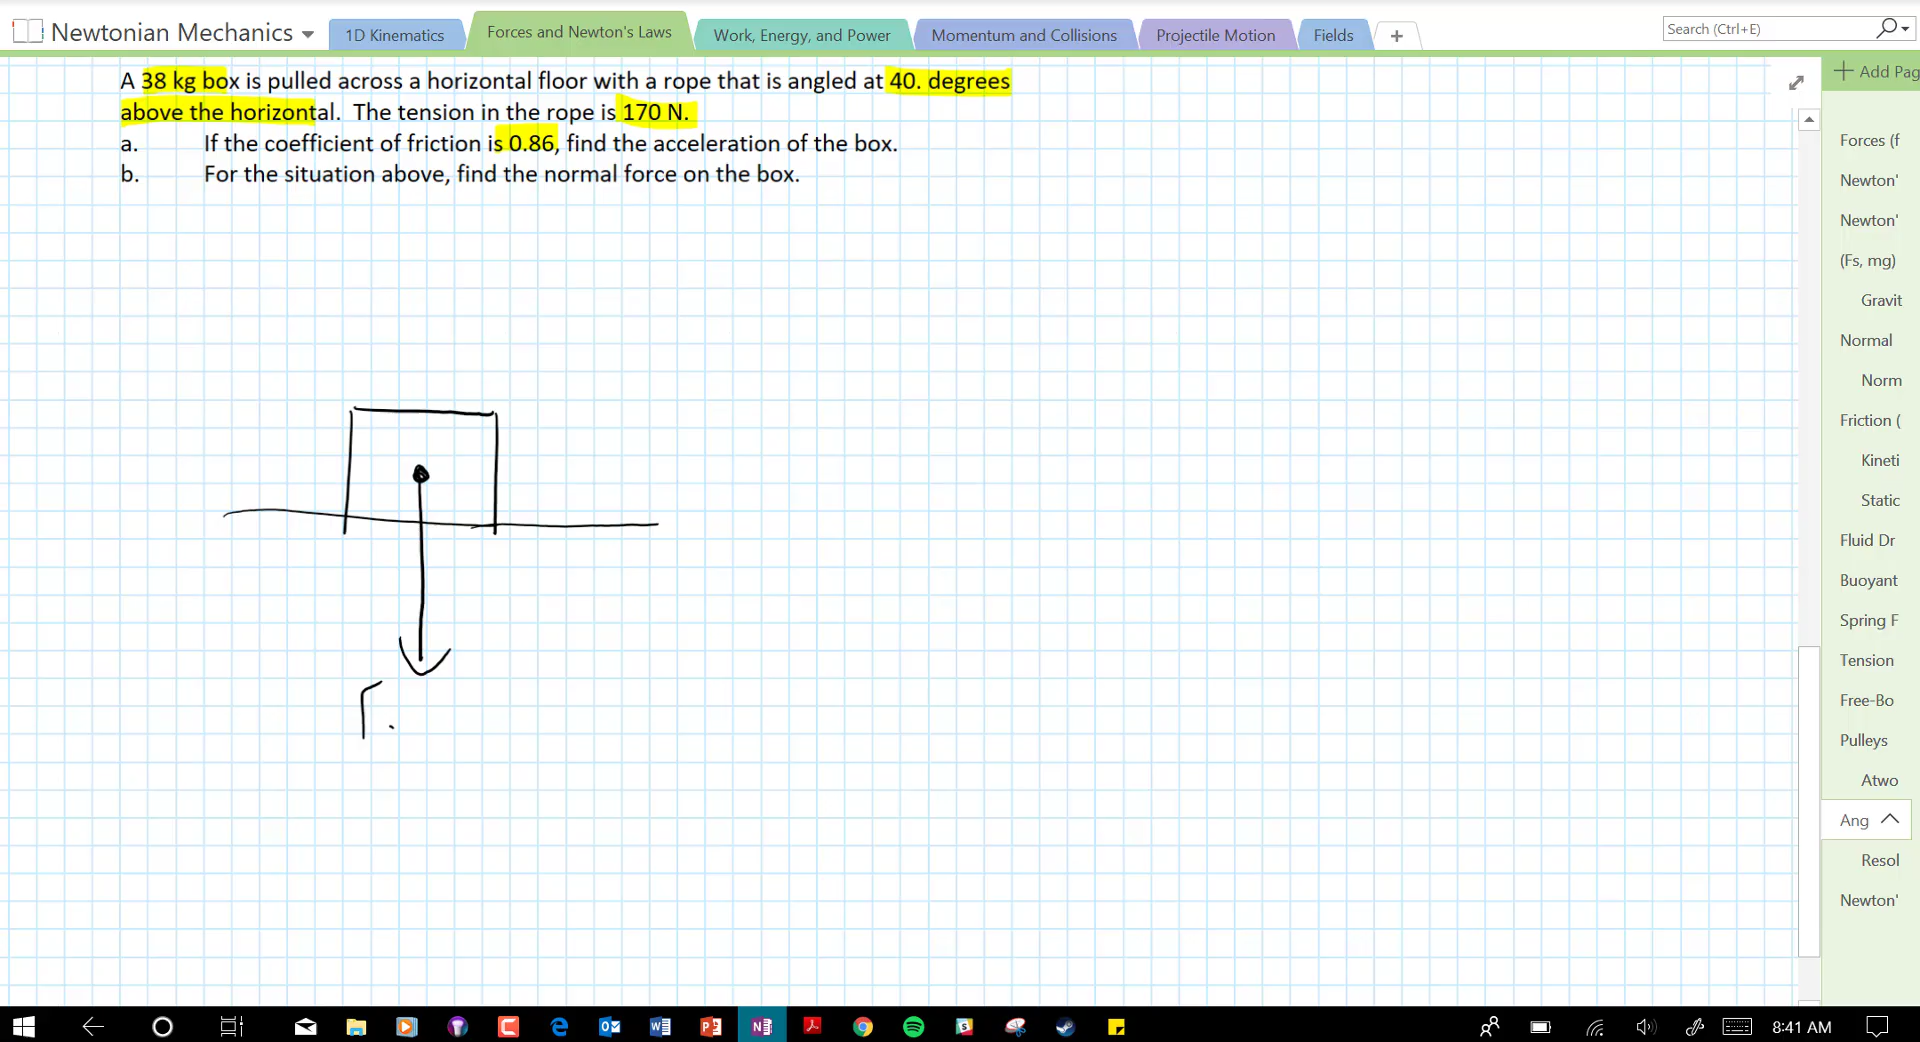 Newtonian Mechanics
1D Kinematics
Forces and Newton's Laws
Work, Energy, and Power
Momentum and Collisions
Projectile Motion
Fields
+
Search (Ctrl+E)
A 38 kg box is pulled across a horizontal floor with a rope that is angled at 40. degrees
above the horizontal. The tension in the rope is 170 N.
a. If the coefficient of friction is 0.86, find the acceleration of the box.
b. For the situation above, find the normal force on the box.
Add Pag
Forces (f
Newton'
Newton'
(Fs, mg)
Gravit
Normal
Norm
Friction (
Kineti
Static
Fluid Dr
Buoyant
Spring F
Tension
Free-Bo
Pulleys
Atwo
Ang
Resol
Newton'
8:41 AM